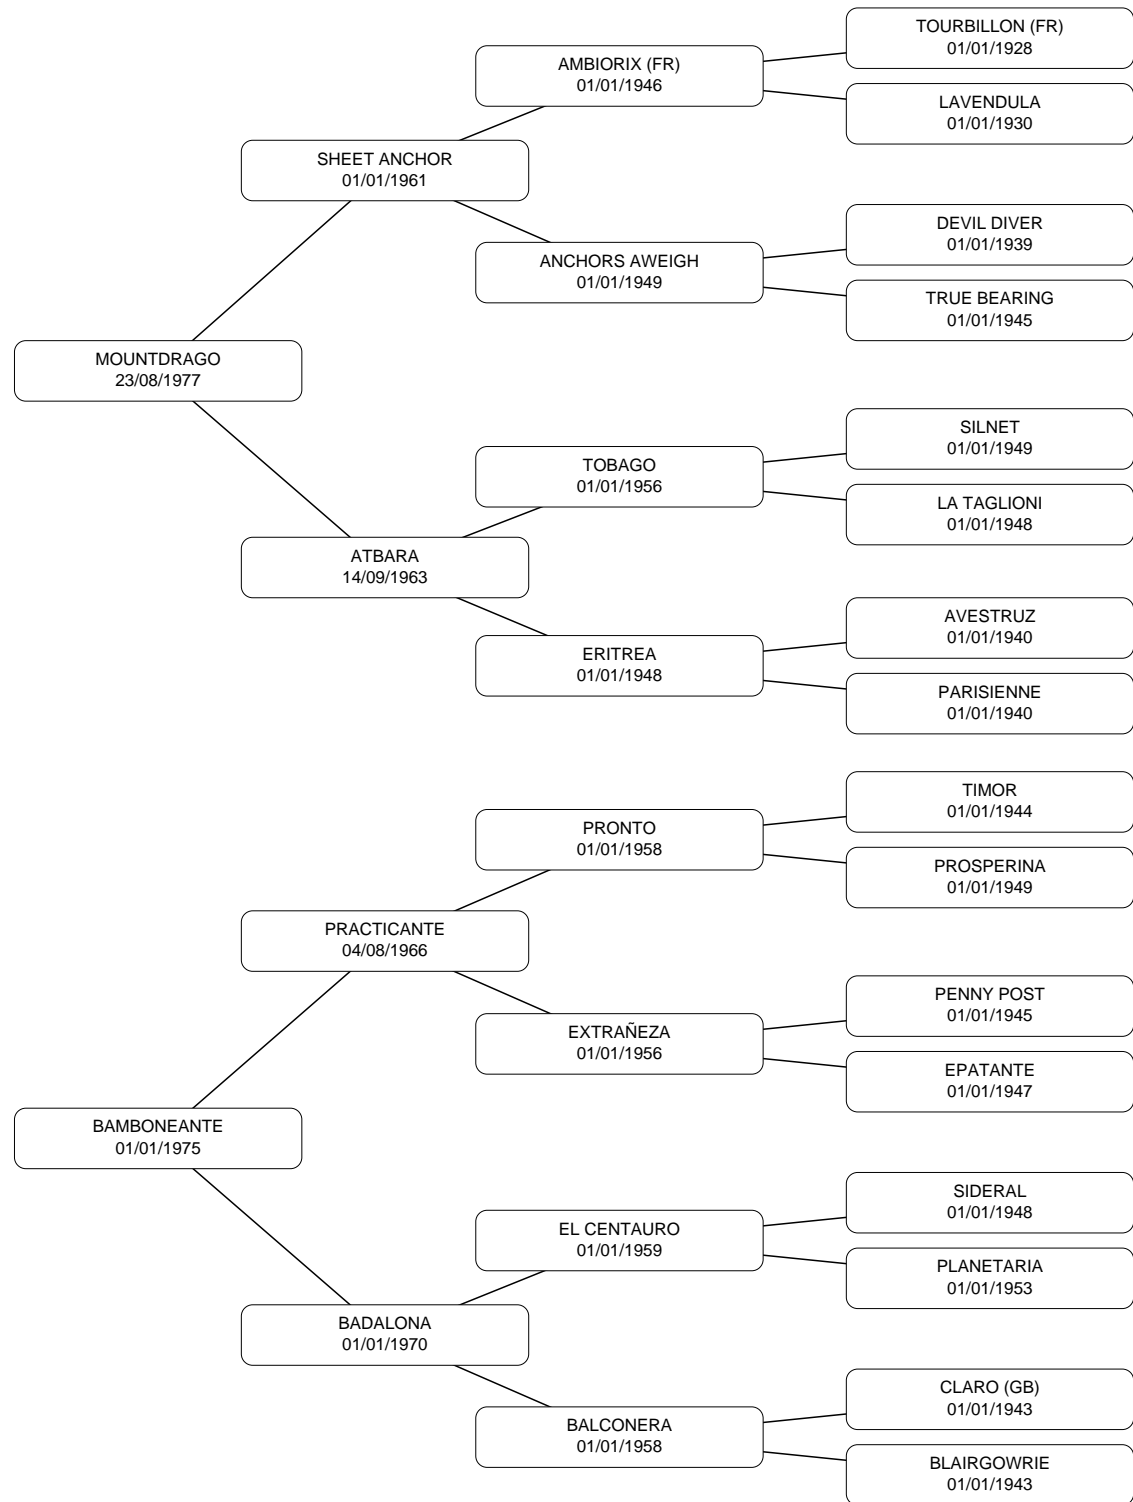 TOURBILLON (FR)
01/01/1928
AMBIORIX (FR)
01/01/1946
LAVENDULA
01/01/1930
SHEET ANCHOR
01/01/1961
DEVIL DIVER
01/01/1939
ANCHORS AWEIGH
01/01/1949
TRUE BEARING
01/01/1945
MOUNTDRAGO
23/08/1977
SILNET
01/01/1949
TOBAGO
01/01/1956
LA TAGLIONI
01/01/1948
ATBARA
14/09/1963
AVESTRUZ
01/01/1940
ERITREA
01/01/1948
PARISIENNE
01/01/1940
TIMOR
01/01/1944
PRONTO
01/01/1958
PROSPERINA
01/01/1949
PRACTICANTE
04/08/1966
PENNY POST
01/01/1945
EXTRAÑEZA
01/01/1956
EPATANTE
01/01/1947
BAMBONEANTE
01/01/1975
SIDERAL
01/01/1948
EL CENTAURO
01/01/1959
PLANETARIA
01/01/1953
BADALONA
01/01/1970
CLARO (GB)
01/01/1943
BALCONERA
01/01/1958
BLAIRGOWRIE
01/01/1943